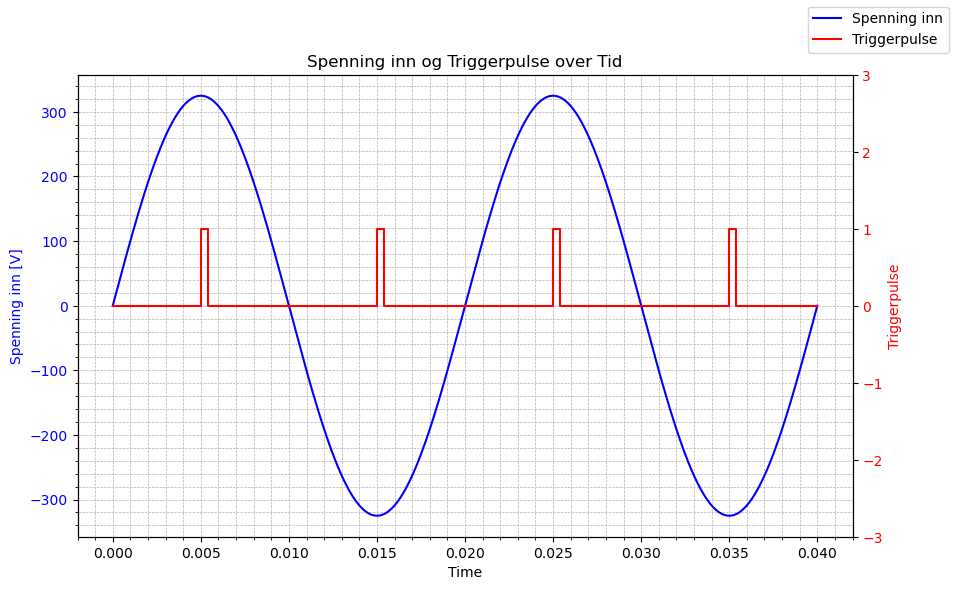 Spenning inn
Triggerpulse
Spenning inn og Triggerpulse over Tid
Spenning inn [V]
300
200
100
0
−100
−200
−300
3
2
1
0
−1
−2
−3
Triggerpulse
0.000 0.005 0.010 0.015 0.020 0.025 0.030 0.035 0.040
Time